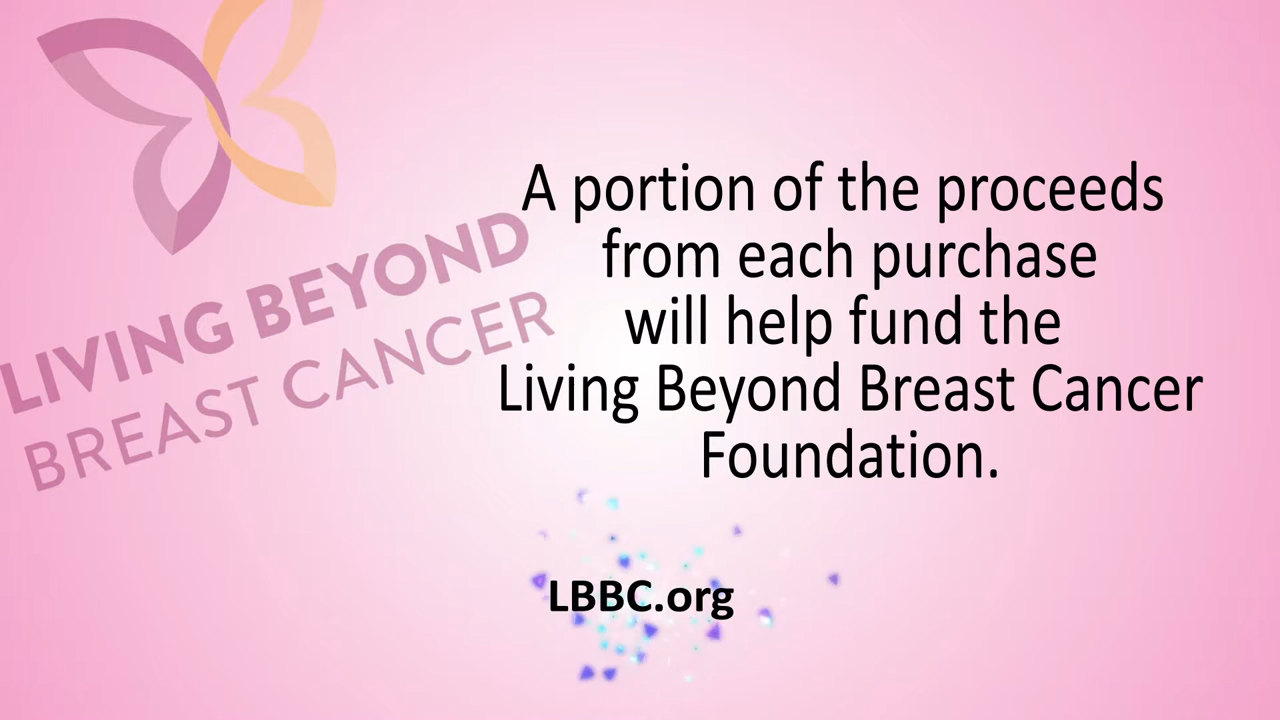 LIVING BEYOND
BREAST CANCER
A portion of the proceeds
from each purchase
will help fund the
Living Beyond Breast Cancer
Foundation.
LBBC.org